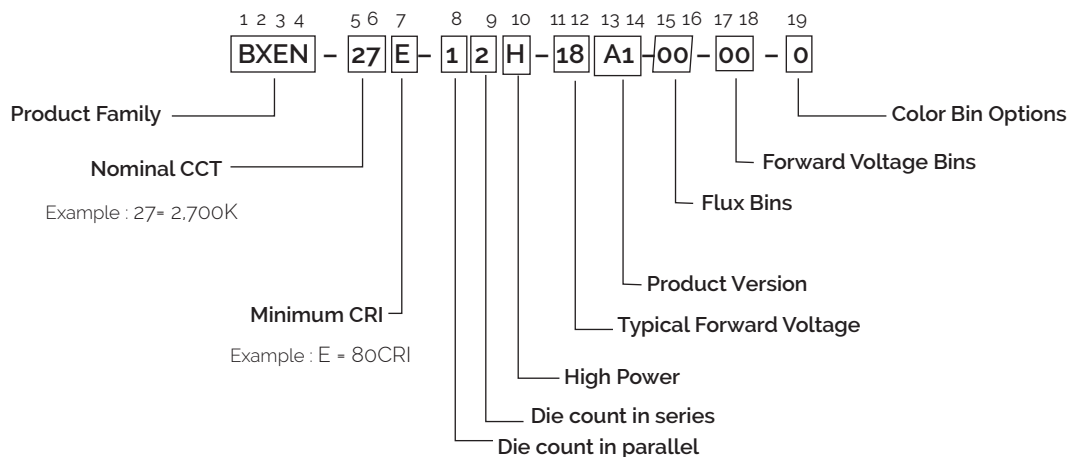 1 2 3 4 5 6 7 8 9 10 11 12 13 14 15 16 17 18 19
BXEN – 27 E – 1 2 H – 18 A1 – 00 – 00 – 0
Product Family
Color Bin Options
Nominal CCT
Forward Voltage Bins
Example : 27= 2,700K
Flux Bins
Product Version
Minimum CRI
Typical Forward Voltage
Example : E = 80CRI
High Power
Die count in series
Die count in parallel